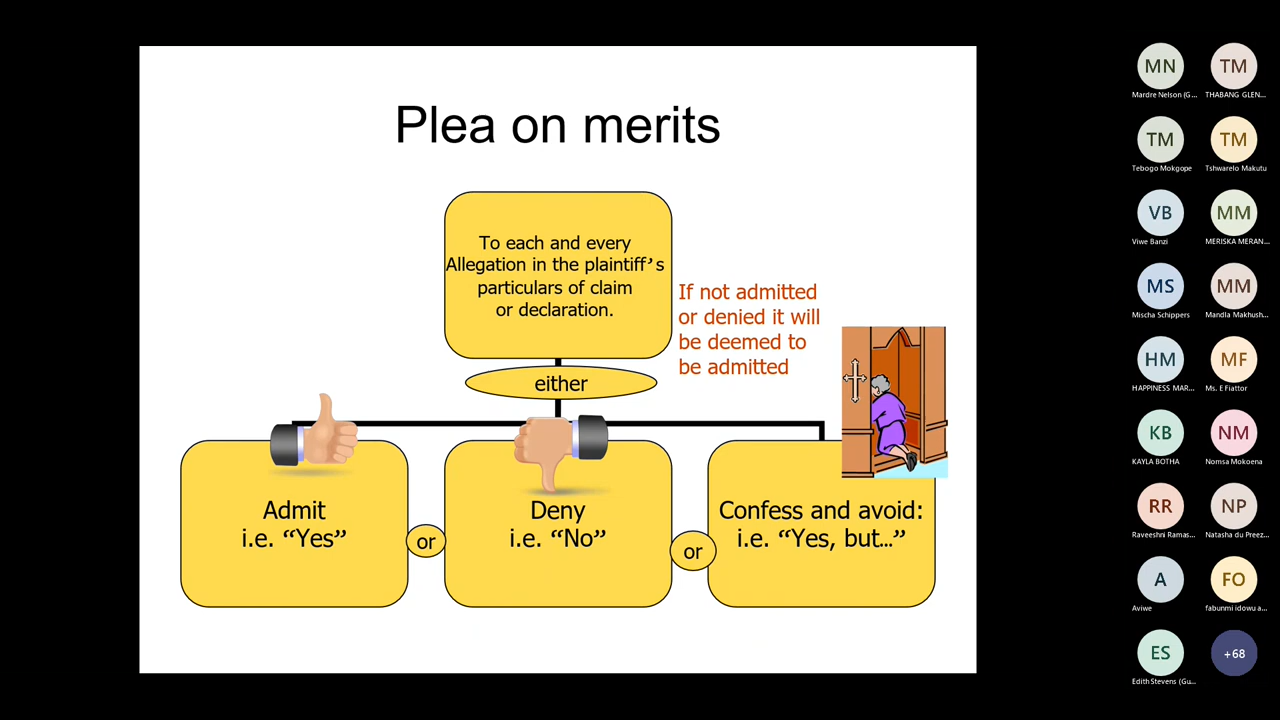 Plea on merits
To each and every
Allegation in the plaintiff’s
particulars of claim
or declaration.
If not admitted
or denied it will
be deemed to
be admitted
either
Admit
i.e. “Yes”
or
Deny
i.e. “No”
or
Confess and avoid:
i.e. “Yes, but...”
MN
Mardre Nelson (G...
TM
THABANG GLEN...
TM
Tebogo Mokgope
TM
Tshwarelo Makutu
VB
Viwe Banzi
MM
MERISKA MERAN...
MS
Mischa Schippers
MM
Mandla Makhush...
HM
HAPPINESS MAR...
MF
Ms. E Fiattor
KB
KAYLA BOTHA
NM
Nomsa Mokoena
RR
Raveeshni Ramas...
NP
Natasha du Preez...
A
Aviwe
FO
fabunmi idowu a...
ES
Edith Stevens (Gu...
+68